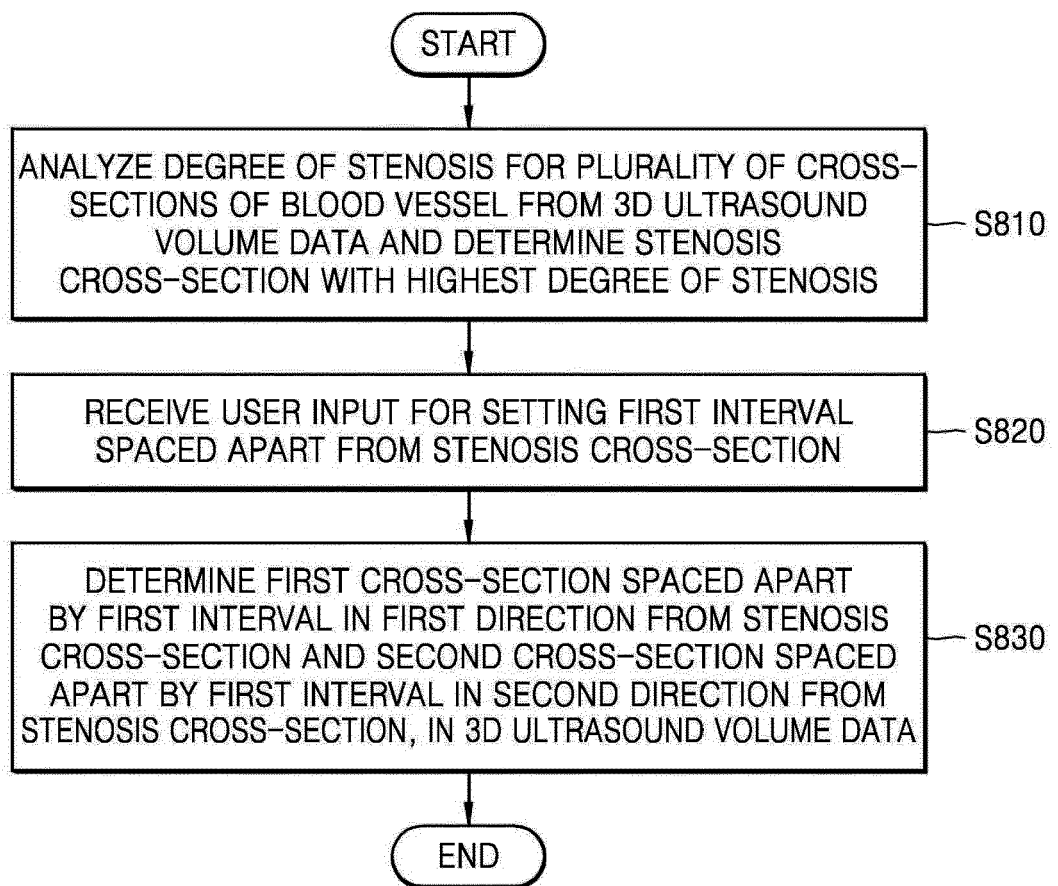 START
ANALYZE DEGREE OF STENOSIS FOR PLURALITY OF CROSS-
SECTIONS OF BLOOD VESSEL FROM 3D ULTRASOUND
VOLUME DATA AND DETERMINE STENOSIS
CROSS-SECTION WITH HIGHEST DEGREE OF STENOSIS
S810
RECEIVE USER INPUT FOR SETTING FIRST INTERVAL
SPACED APART FROM STENOSIS CROSS-SECTION
S820
DETERMINE FIRST CROSS-SECTION SPACED APART
BY FIRST INTERVAL IN FIRST DIRECTION FROM STENOSIS
CROSS-SECTION AND SECOND CROSS-SECTION SPACED
APART BY FIRST INTERVAL IN SECOND DIRECTION FROM
STENOSIS CROSS-SECTION, IN 3D ULTRASOUND VOLUME DATA
S830
END